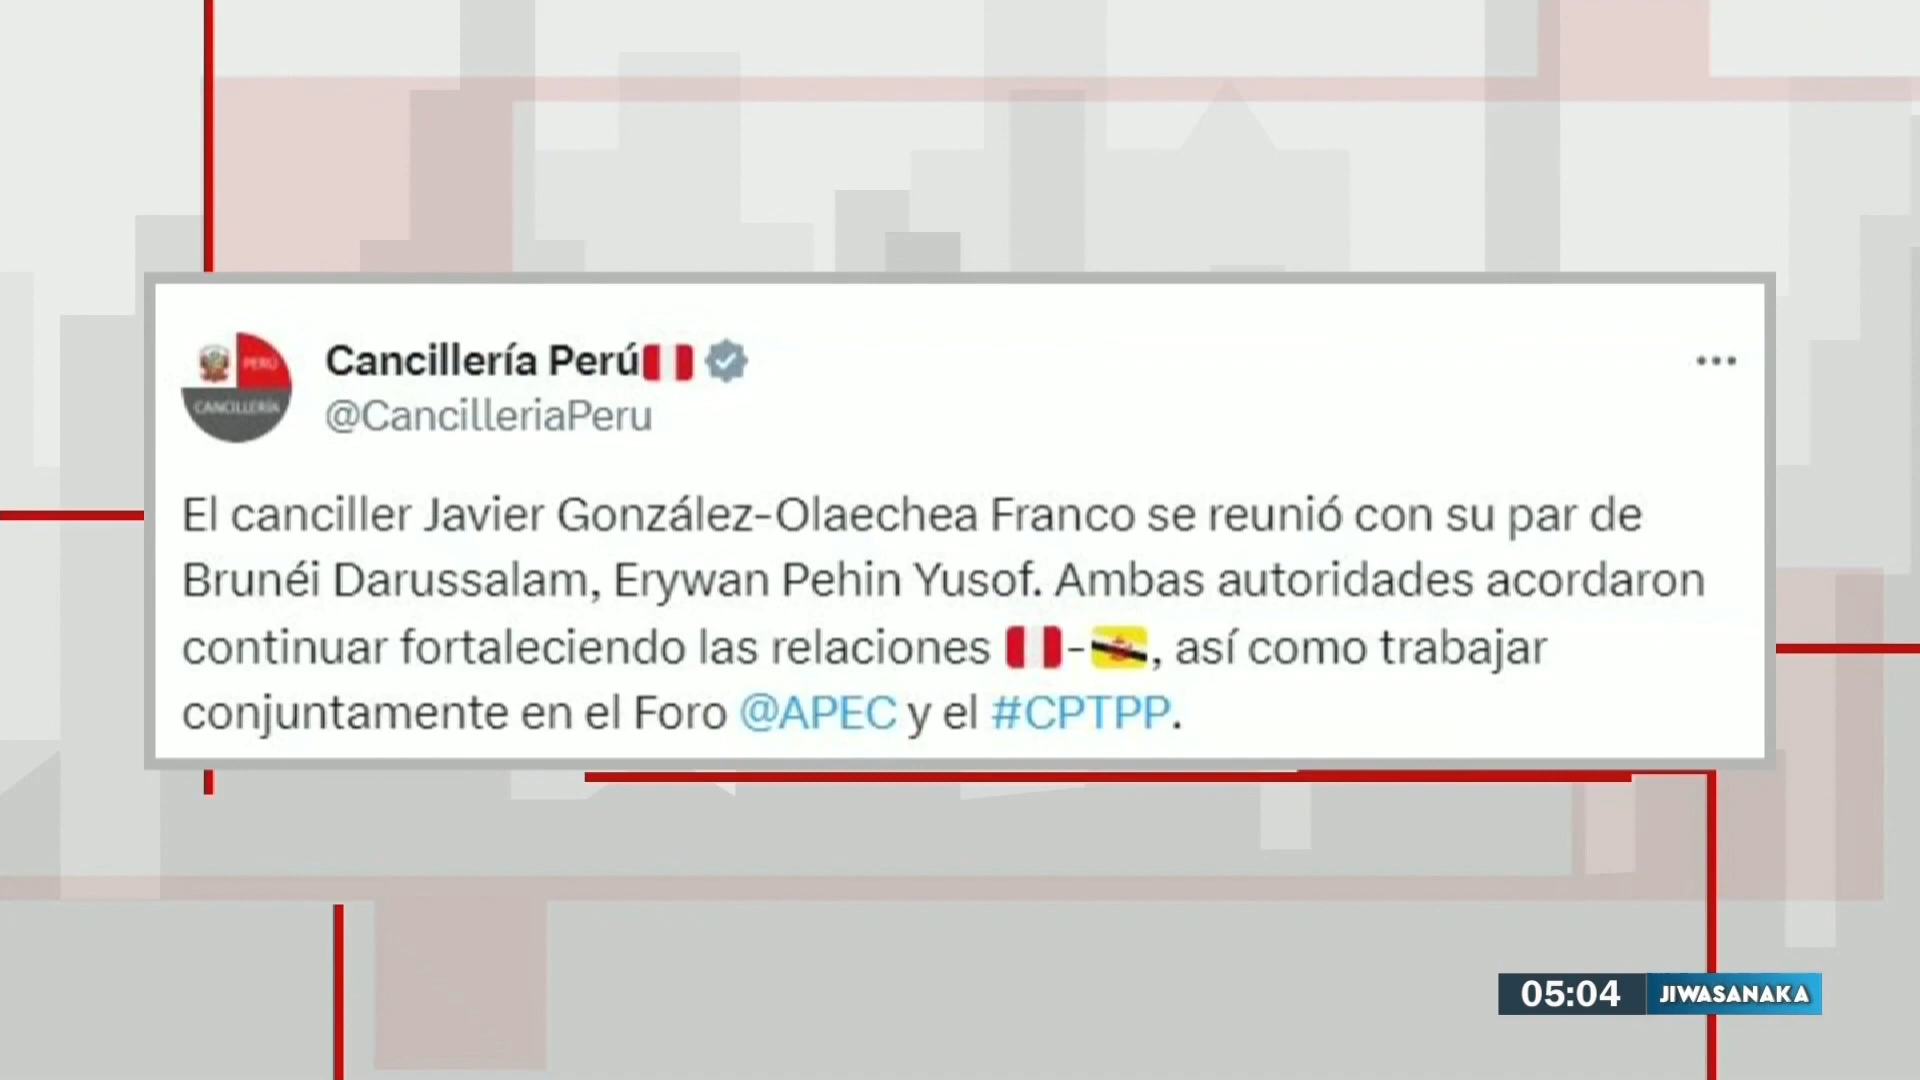 PERÚ
CANCILLERÍA
Cancillería Perú🇵🇪
@CancilleriaPeru
El canciller Javier González-Olaechea Franco se reunió con su par de
Brunéi Darussalam, Erywan Pehin Yusof. Ambas autoridades acordaron
continuar fortaleciendo las relaciones 🇵🇪-🇧🇳, así como trabajar
conjuntamente en el Foro @APEC y el #CPTPP.
05:04 JIWASANAKA